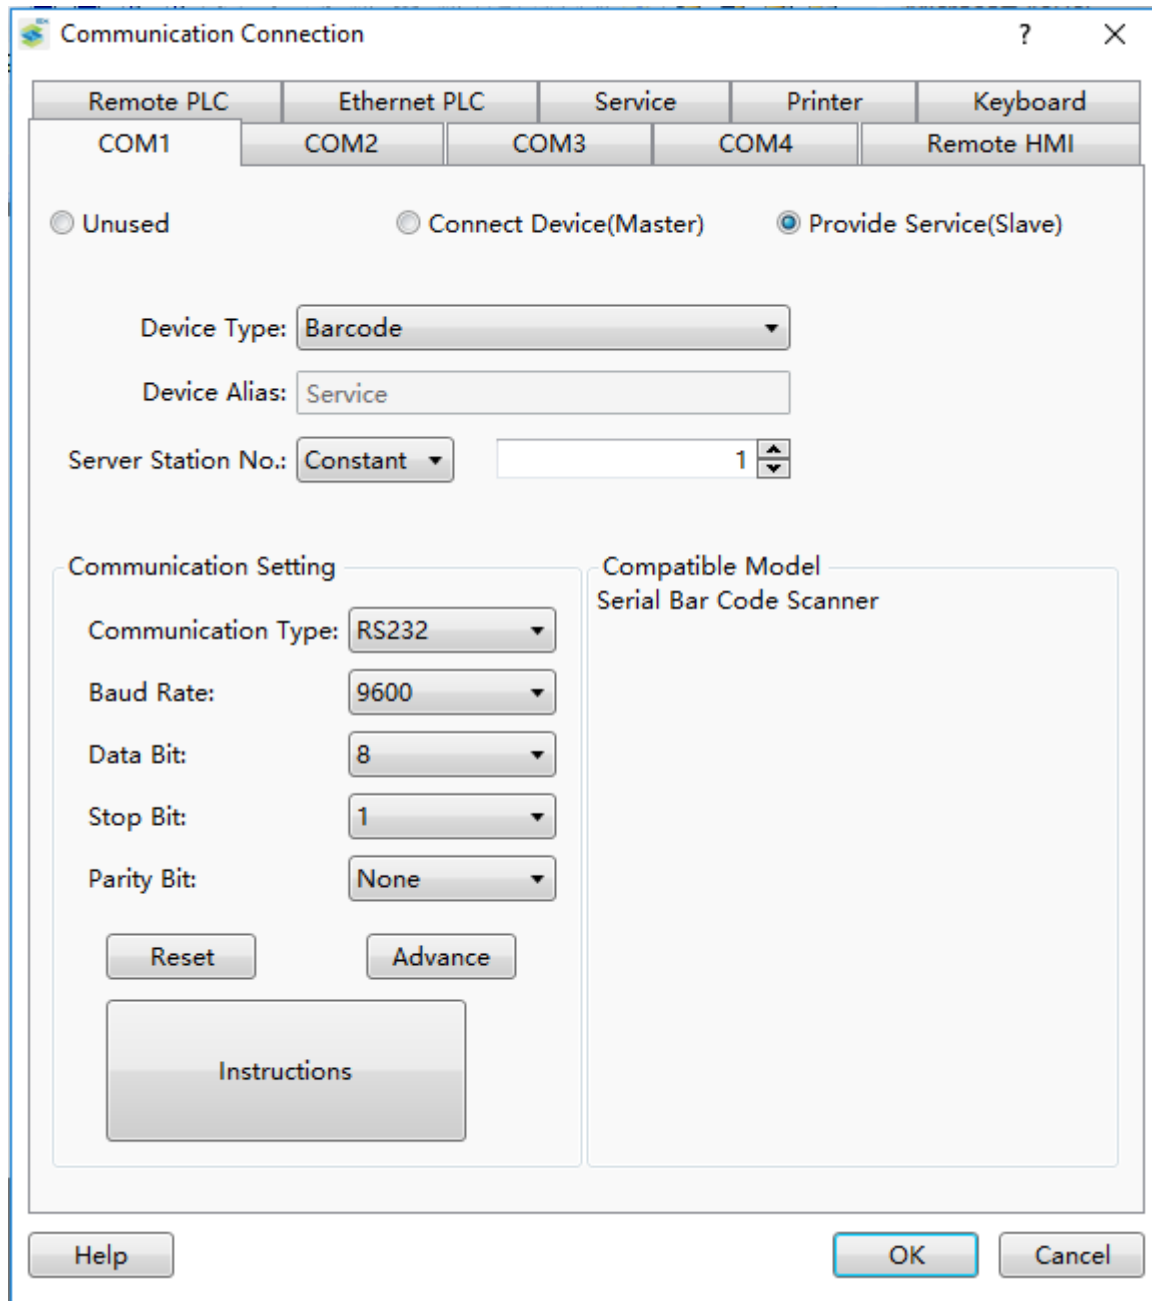 Communication Connection ?
Remote PLC Ethernet PLC Service Printer Keyboard
COM1 COM2 COM3 COM4 Remote HMI
Unused Connect Device(Master) Provide Service(Slave)
Device Type: Barcode
Device Alias: Service
Server Station No.: Constant 1
Communication Setting
Communication Type: RS232
Baud Rate: 9600
Data Bit: 8
Stop Bit: 1
Parity Bit: None
Reset Advance
Instructions
Compatible Model
Serial Bar Code Scanner
Help OK Cancel